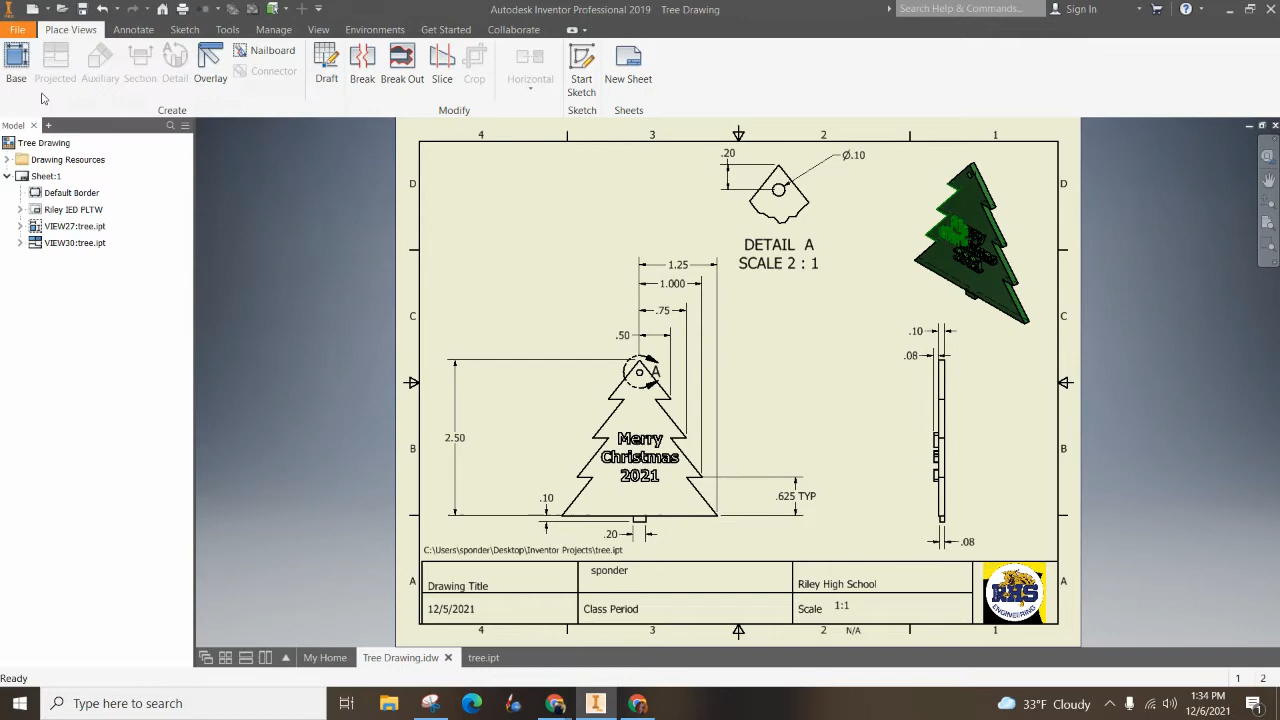 Autodesk Inventor Professional 2019 Tree Drawing
Search Help & Commands...
Sign In
File Place Views Annotate Sketch Tools Manage View Environments Get Started Collaborate
Base Projected Auxiliary Section Detail Overlay
Nailboard
Connector
Draft Break Break Out Slice Crop
Horizontal
Start
Sketch
New Sheet
Create Modify Sketch Sheets
Model
Tree Drawing
Drawing Resources
Sheet:1
Default Border
Riley IED PLTW
VIEW27:tree.ipt
VIEW30:tree.ipt
4 3 2 1
D D
C C
B B
A A
.20
Ø.10
DETAIL A
SCALE 2 : 1
1.25
1.000
.75
.50
A
2.50
Merry
Christmas
2021
.10
.20
.625 TYP
.10
.08
.08
C:\Users\sponder\Desktop\Inventor Projects\tree.ipt
Drawing Title
sponder
Riley High School
12/5/2021
Class Period
Scale 1:1
RHS
ENGINEERING
4 3 2 1
N/A
My Home Tree Drawing.idw tree.ipt
Ready
1 2
Type here to search
33°F Cloudy
1:34 PM
12/6/2021
1